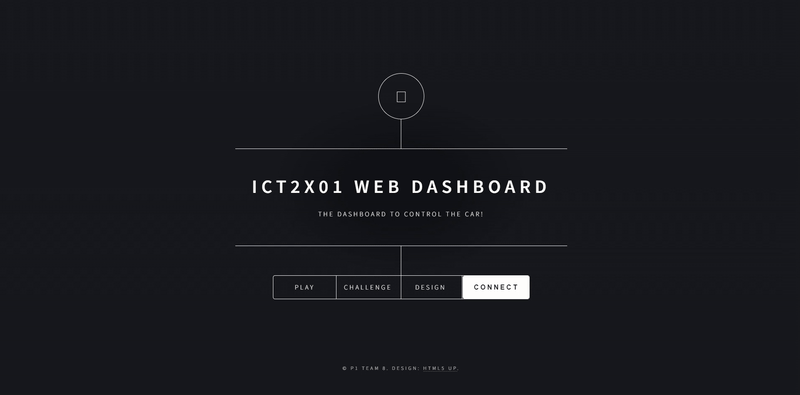 ICT2X01 WEB DASHBOARD
THE DASHBOARD TO CONTROL THE CAR!
PLAY CHALLENGE DESIGN CONNECT
© P1 TEAM 8. DESIGN: HTML5 UP.